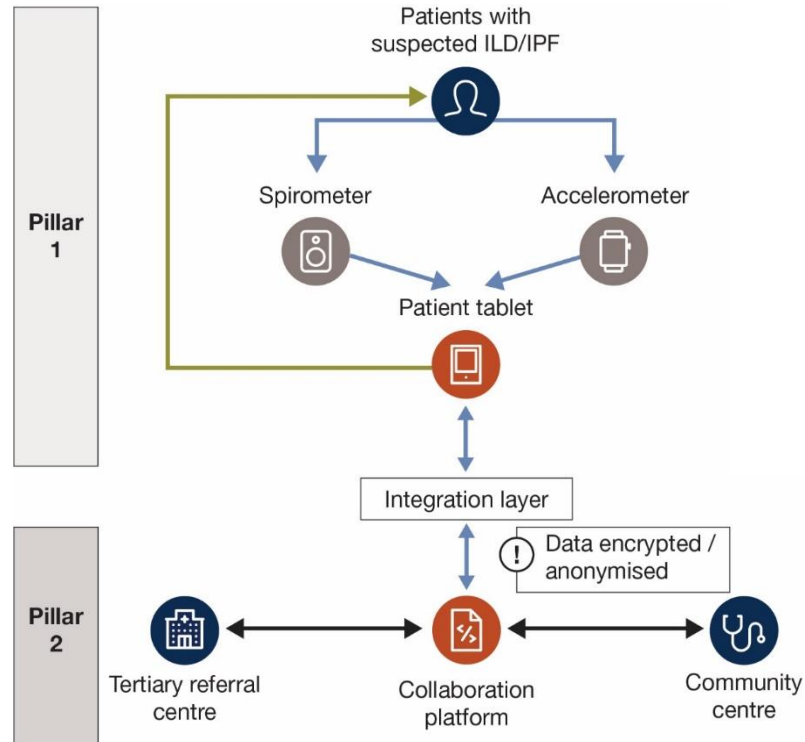 Patients with
suspected ILD/IPF
Spirometer
Accelerometer
Pillar
1
Patient tablet
Integration layer
! Data encrypted /
anonymised
Pillar
2
</>
Tertiary referral
centre
Collaboration
platform
Community
centre